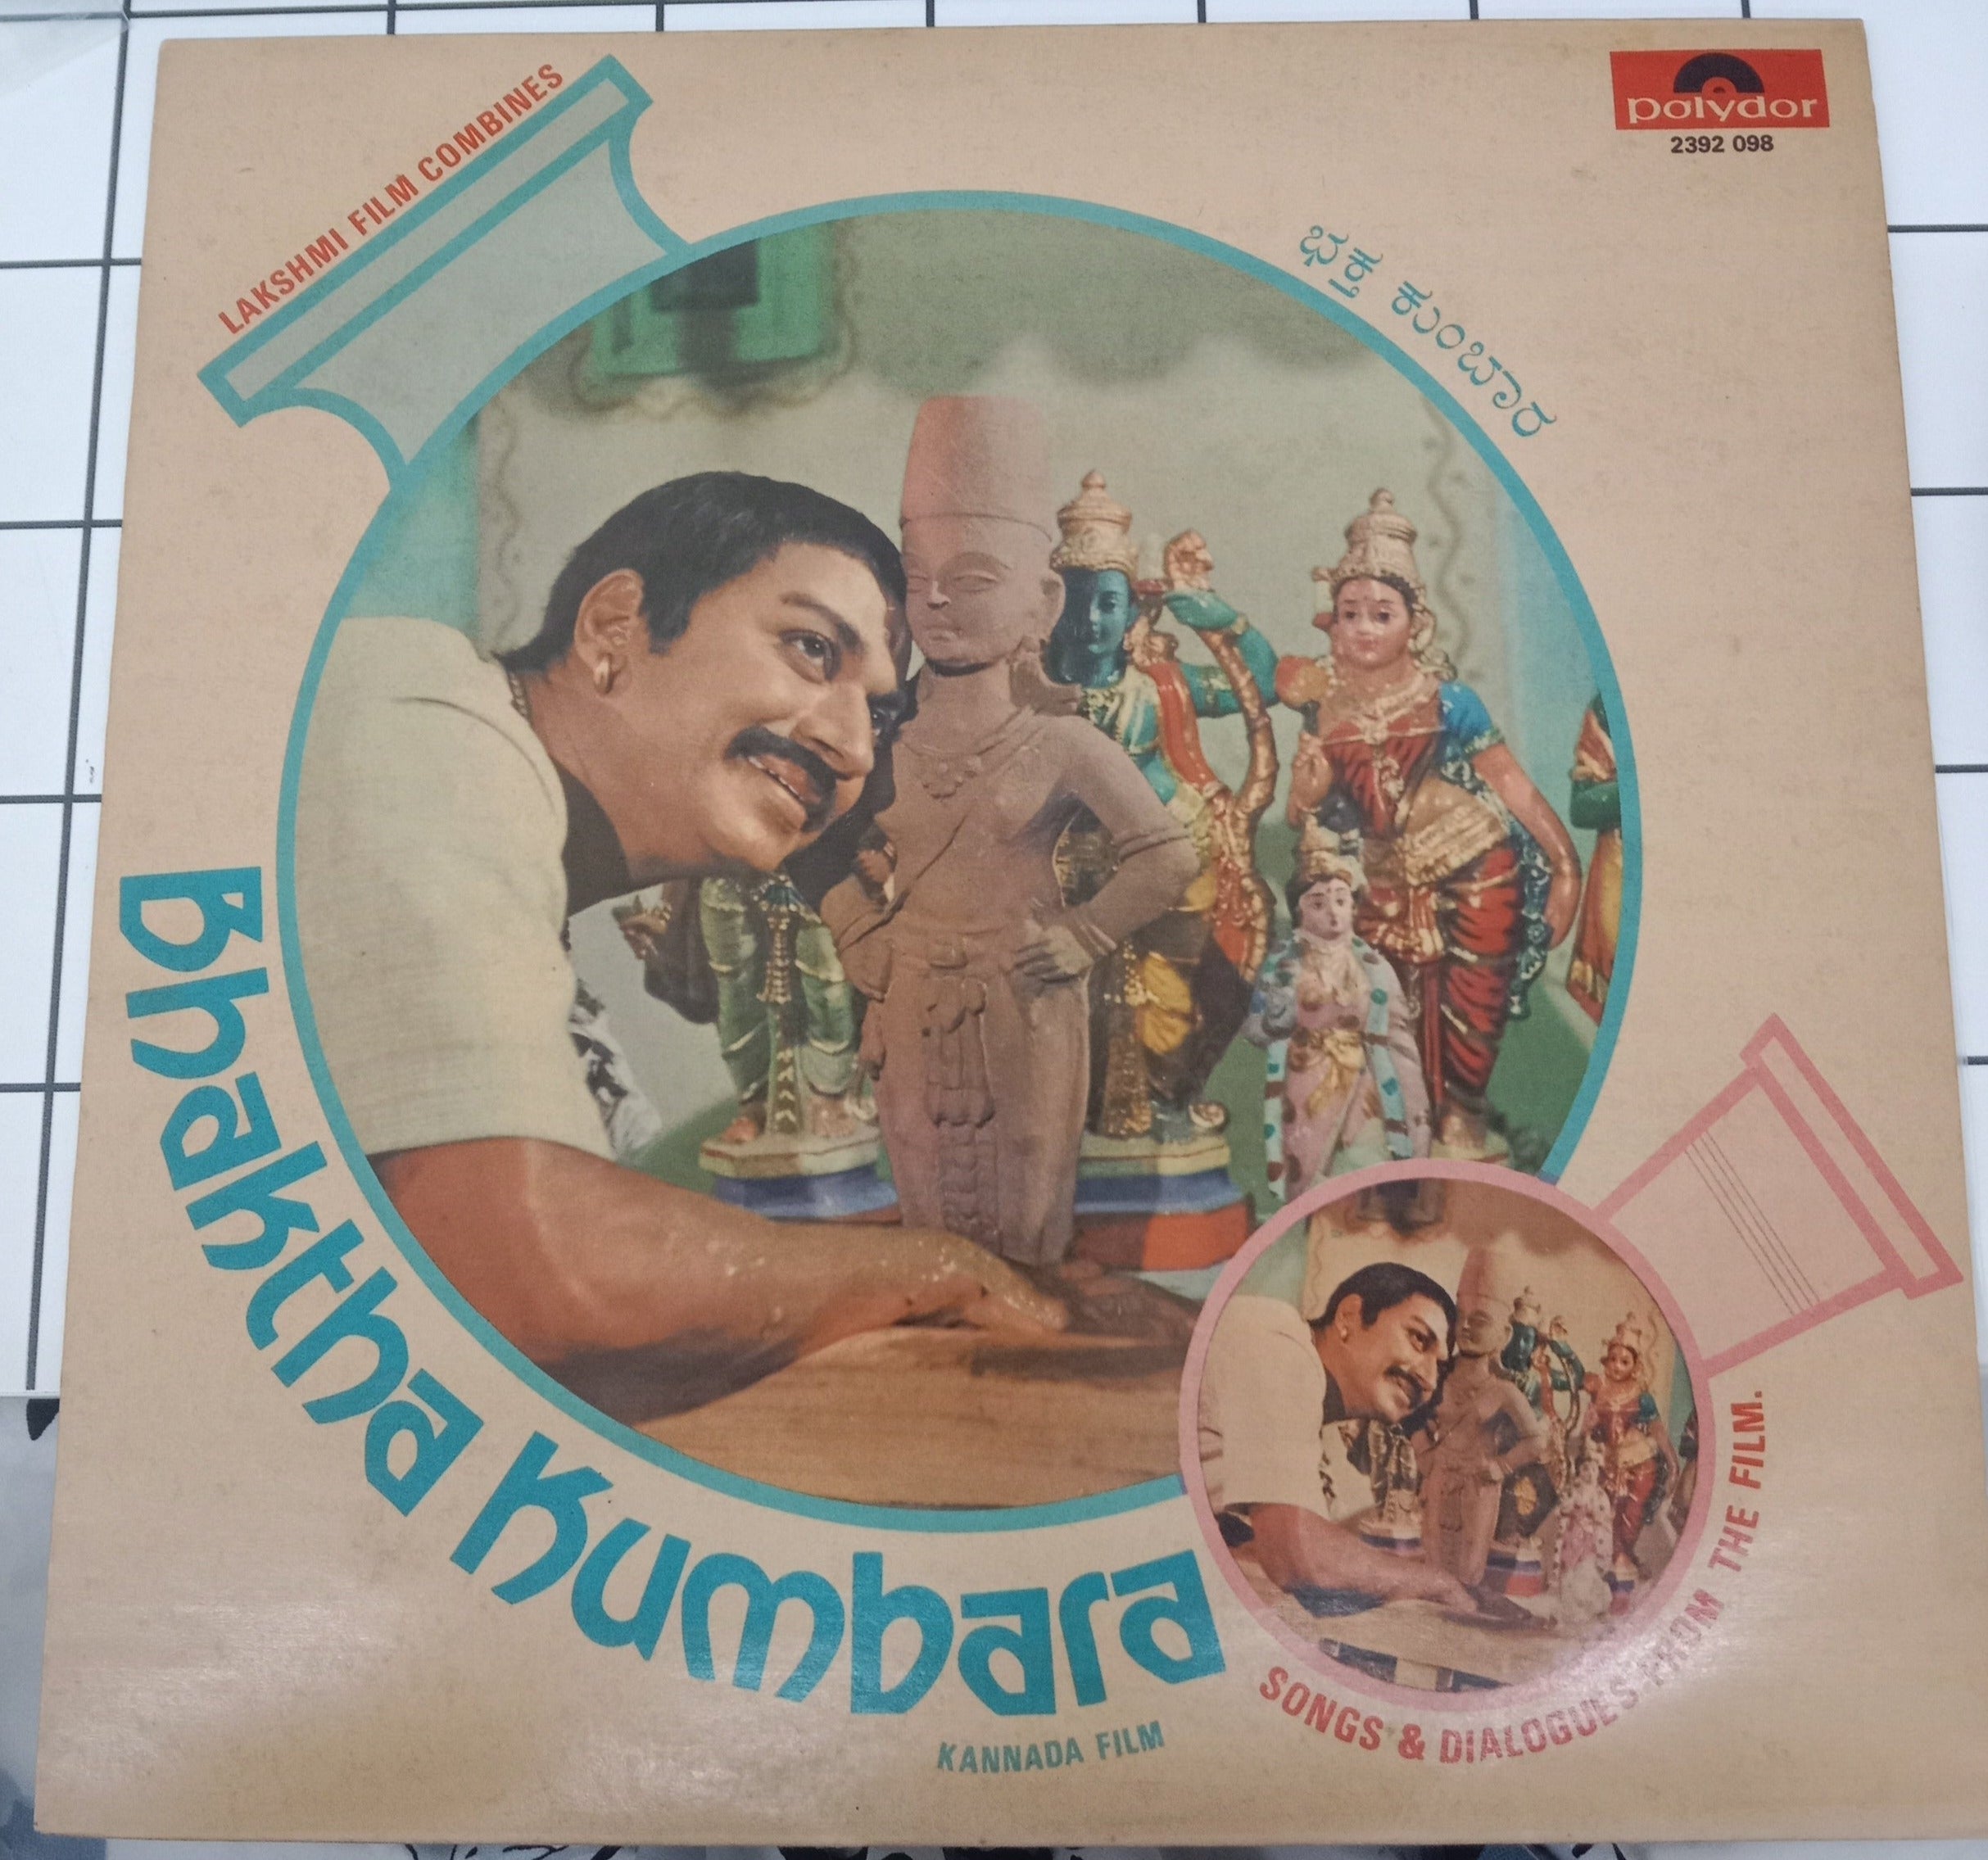 LAKSHMI FILM COMBINES
polydor
2392 098
ಭಕ್ತ ಕುಂಬಾರ
Bhaktha Kumbara
KANNADA FILM
SONGS & DIALOGUES FROM THE FILM.